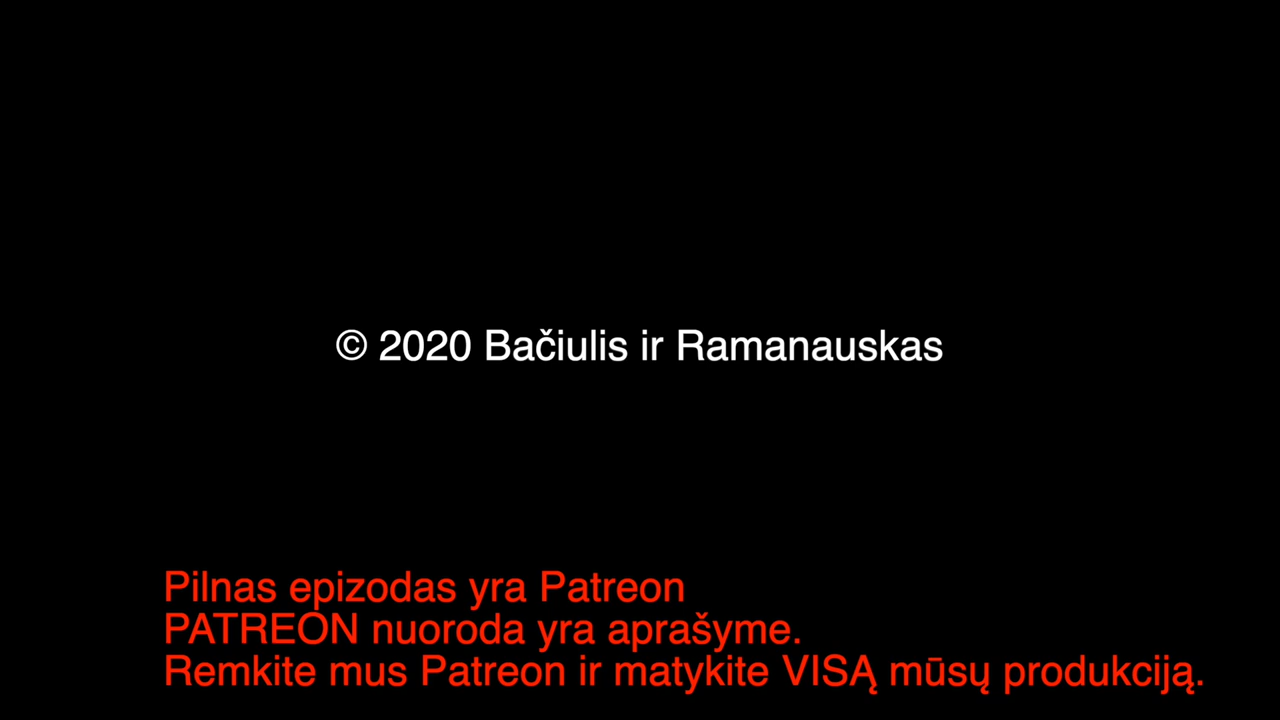 © 2020 Bačiulis ir Ramanauskas
Pilnas epizodas yra Patreon
PATREON nuoroda yra aprašyme.
Remkite mus Patreon ir matykite VISĄ mūsų produkciją.